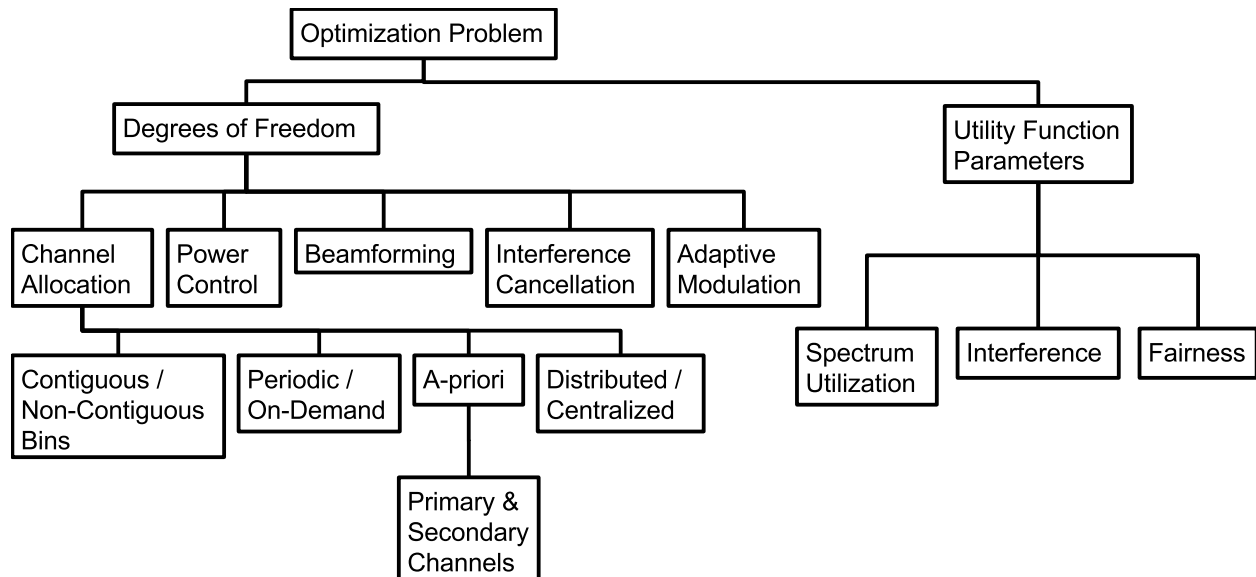 Optimization Problem
Degrees of Freedom
Utility Function
Parameters
Channel
Allocation
Power
Control
Beamforming
Interference
Cancellation
Adaptive
Modulation
Spectrum
Utilization
Interference
Fairness
Contiguous /
Non-Contiguous
Bins
Periodic /
On-Demand
A-priori
Distributed /
Centralized
Primary &
Secondary
Channels